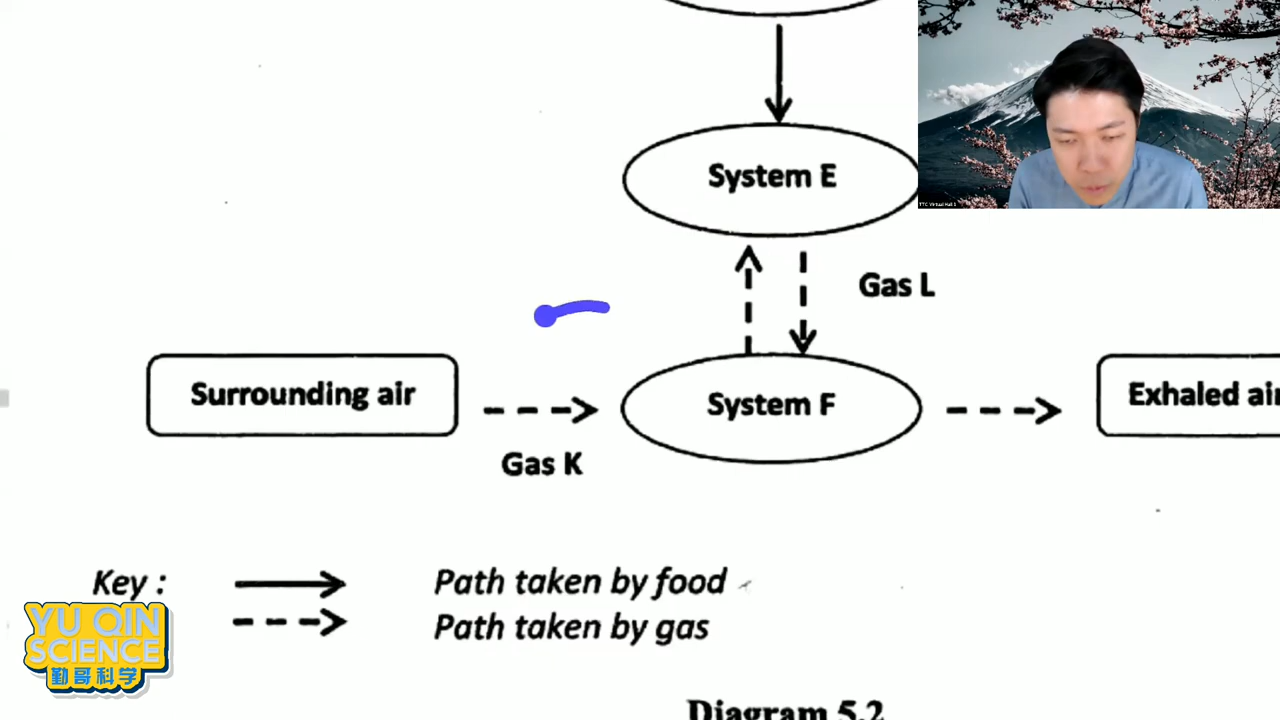 System E
Gas L
Surrounding air
System F
Exhaled air
Gas K
Key :
Path taken by food
Path taken by gas
YU QIN
SCIENCE
勤哥科学
Diagram 5.2